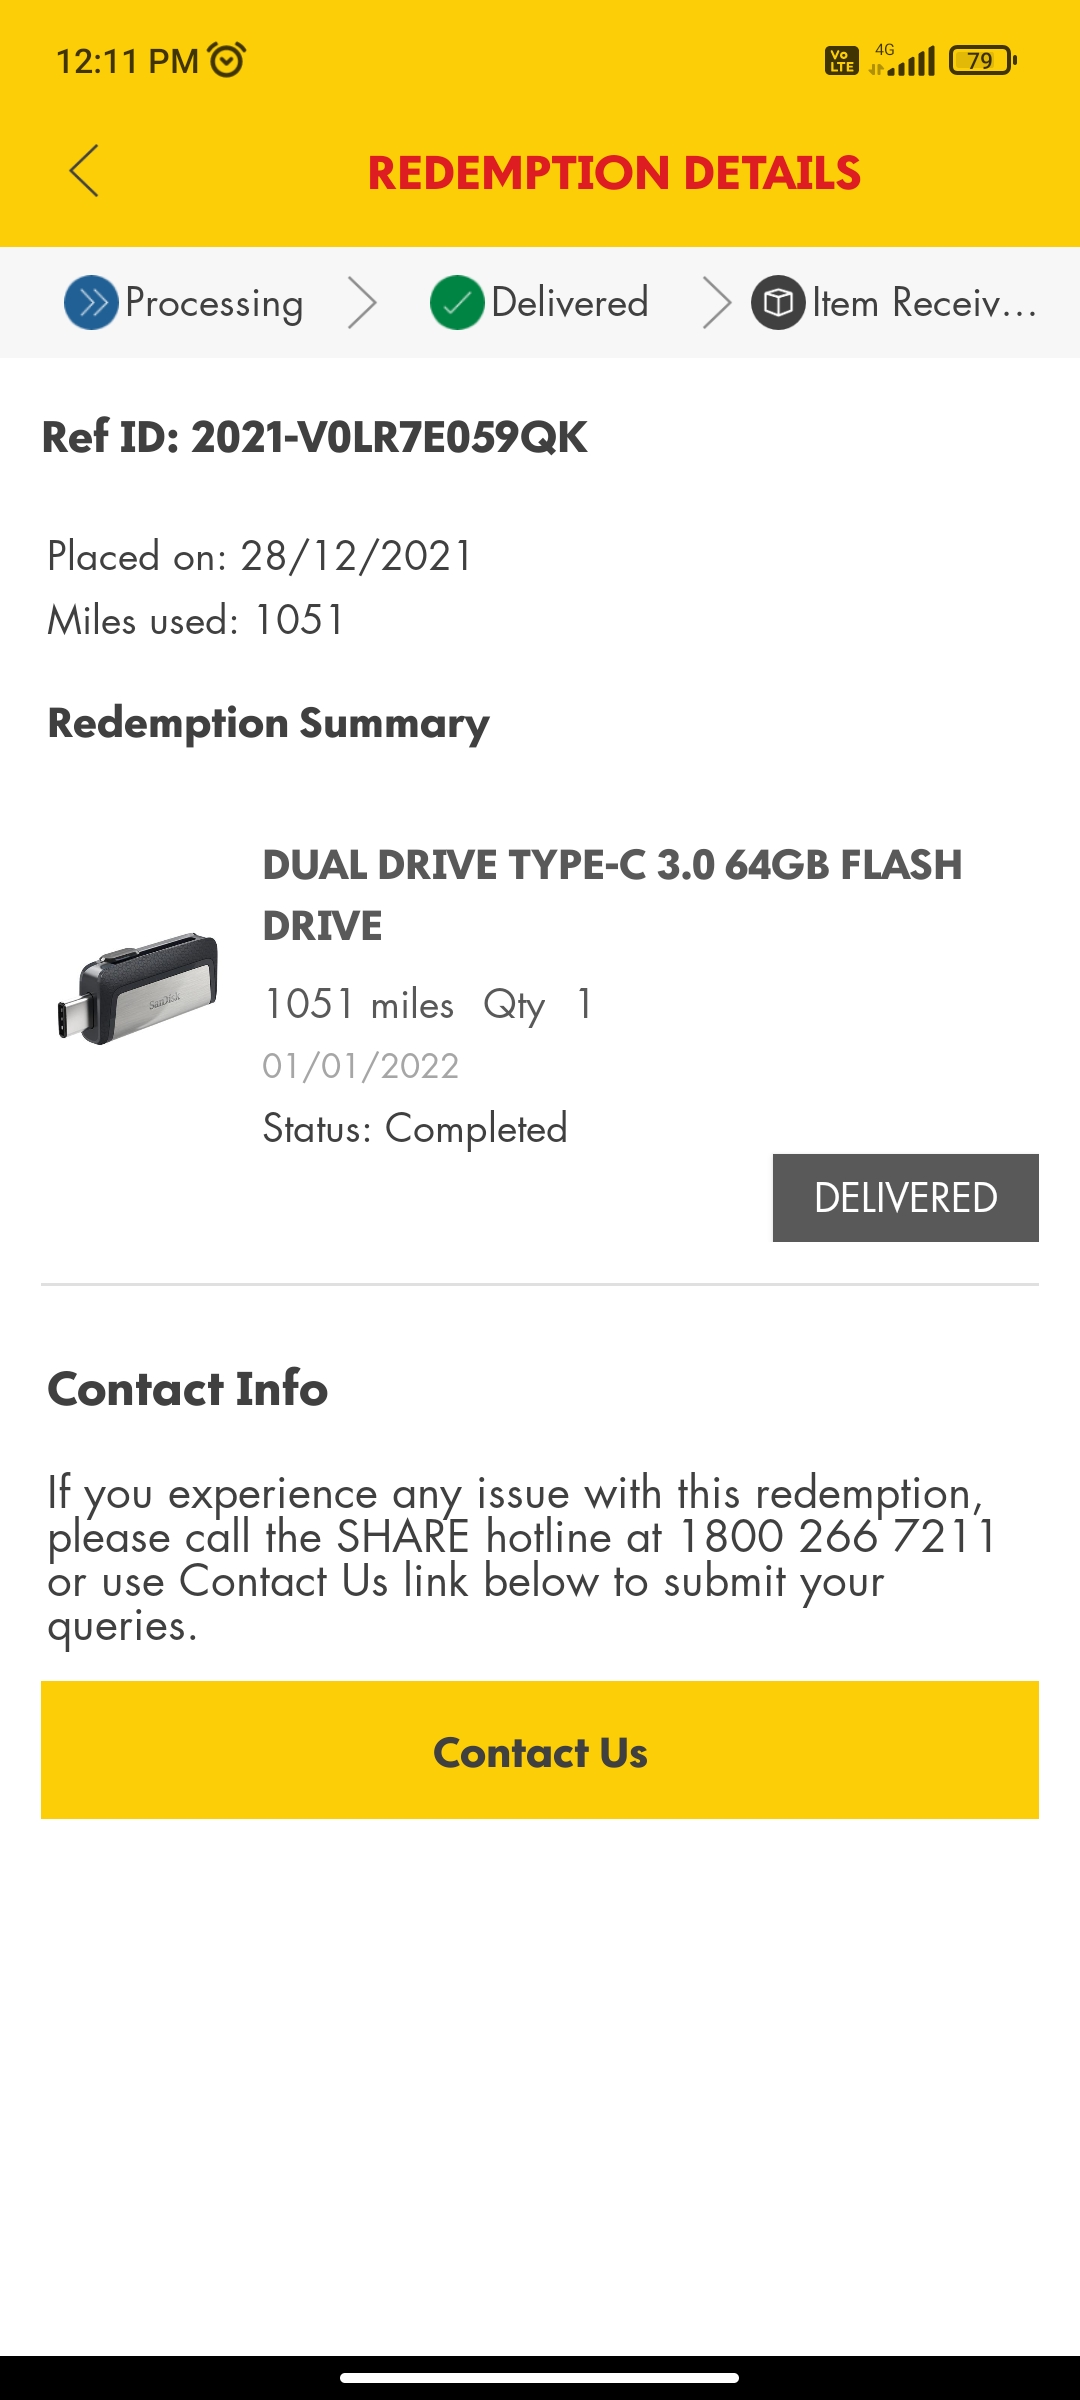 12:11 PM
Vo LTE 4G 79
REDEMPTION DETAILS
Processing Delivered Item Receiv...
Ref ID: 2021-V0LR7E059QK
Placed on: 28/12/2021
Miles used: 1051
Redemption Summary
DUAL DRIVE TYPE-C 3.0 64GB FLASH
DRIVE
SanDisk
1051 miles Qty 1
01/01/2022
Status: Completed
DELIVERED
Contact Info
If you experience any issue with this redemption,
please call the SHARE hotline at 1800 266 7211
or use Contact Us link below to submit your
queries.
Contact Us